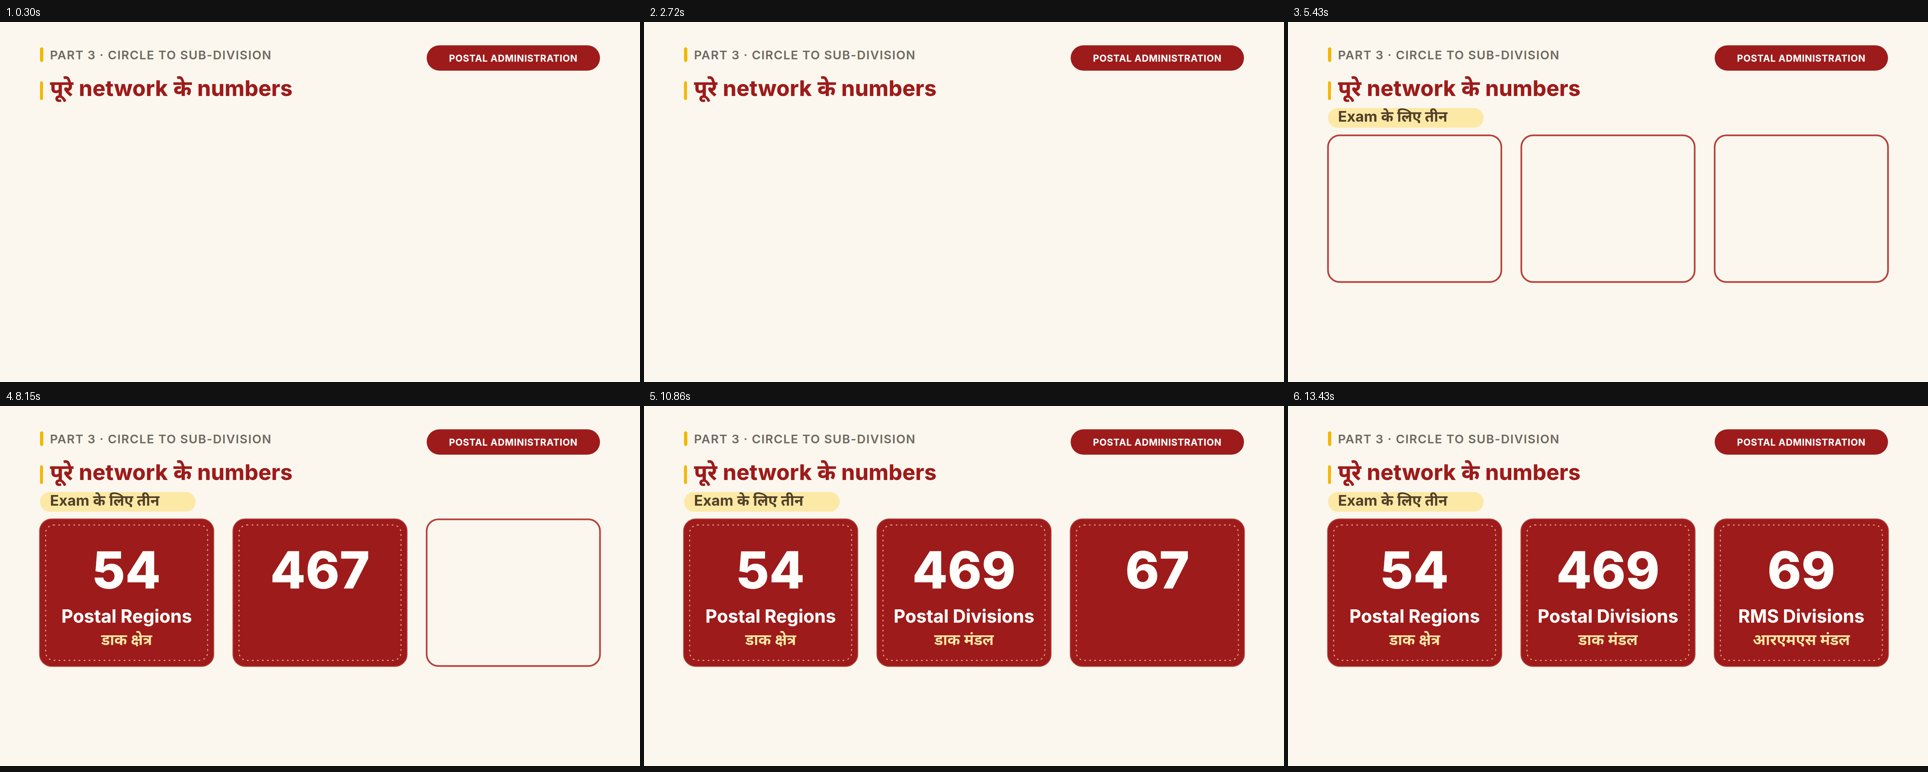 1. 0.30s
PART 3 · CIRCLE TO SUB-DIVISION
POSTAL ADMINISTRATION
पूरे network के numbers
2. 2.72s
PART 3 · CIRCLE TO SUB-DIVISION
POSTAL ADMINISTRATION
पूरे network के numbers
3. 5.43s
PART 3 · CIRCLE TO SUB-DIVISION
POSTAL ADMINISTRATION
पूरे network के numbers
Exam के लिए तीन
4. 8.15s
PART 3 · CIRCLE TO SUB-DIVISION
POSTAL ADMINISTRATION
पूरे network के numbers
Exam के लिए तीन
54
Postal Regions
डाक क्षेत्र
467
5. 10.86s
PART 3 · CIRCLE TO SUB-DIVISION
POSTAL ADMINISTRATION
पूरे network के numbers
Exam के लिए तीन
54
Postal Regions
डाक क्षेत्र
469
Postal Divisions
डाक मंडल
67
6. 13.43s
PART 3 · CIRCLE TO SUB-DIVISION
POSTAL ADMINISTRATION
पूरे network के numbers
Exam के लिए तीन
54
Postal Regions
डाक क्षेत्र
469
Postal Divisions
डाक मंडल
69
RMS Divisions
आरएमएस मंडल